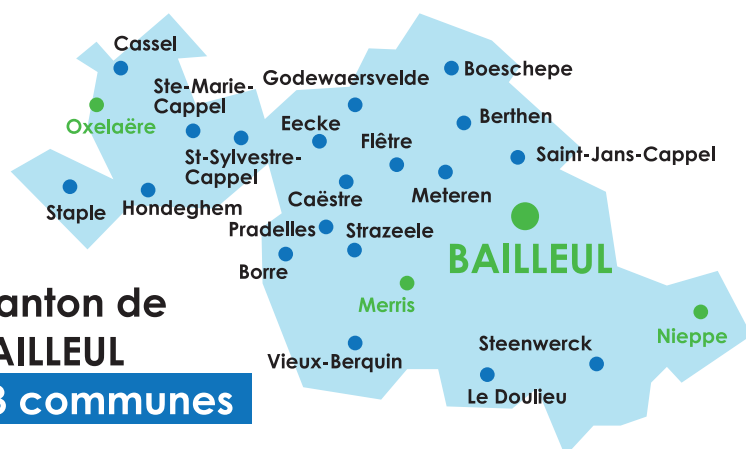 Cassel
Ste-Marie-
Cappel
Oxelaëre
Godewaersvelde
Boeschepe
Eecke
Berthen
Flêtre
St-Sylvestre-
Cappel
Saint-Jans-Cappel
Staple
Hondeghem
Caëstre
Meteren
Pradelles
Strazeele
BAILLEUL
Borre
Merris
anton de
AILLEUL
3 communes
Vieux-Berquin
Steenwerck
Nieppe
Le Doulieu